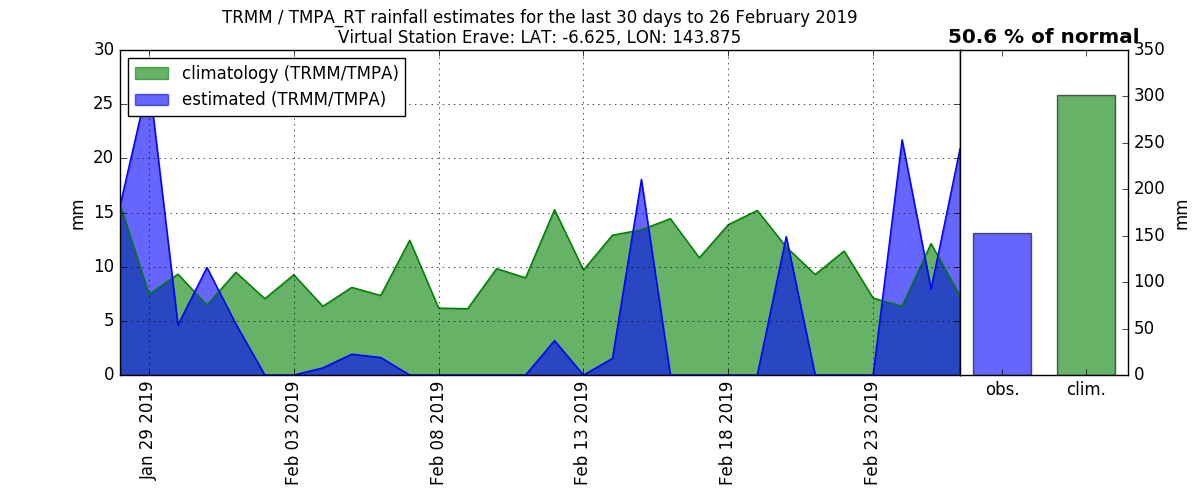 TRMM / TMPA_RT rainfall estimates for the last 30 days to 26 February 2019
Virtual Station Erave: LAT: -6.625, LON: 143.875
50.6 % of normal
climatology (TRMM/TMPA)
estimated (TRMM/TMPA)
30
25
20
15
10
5
0
mm
Jan 29 2019
Feb 03 2019
Feb 08 2019
Feb 13 2019
Feb 18 2019
Feb 23 2019
obs.
clim.
350
300
250
200
150
100
50
0
mm